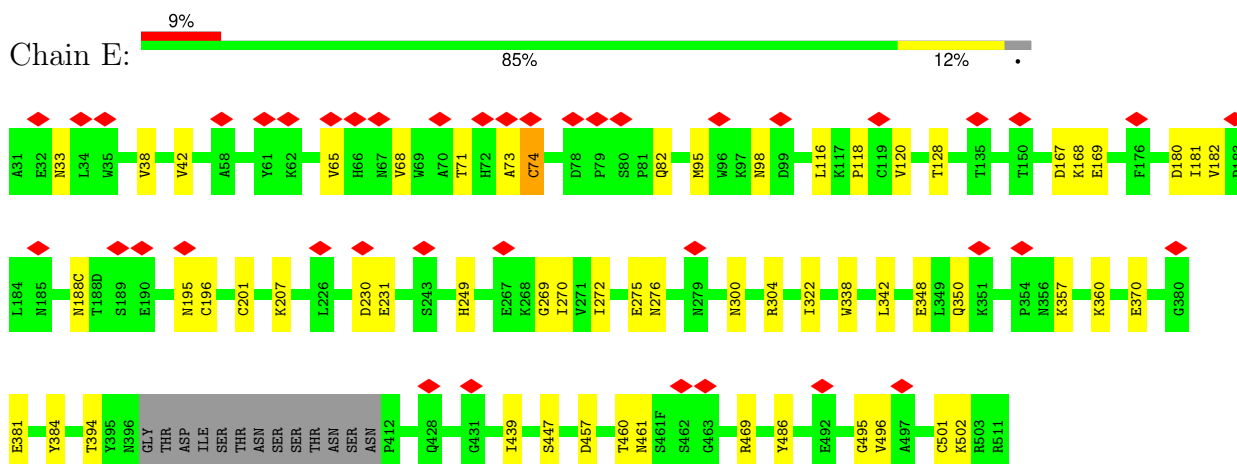 9%
Chain E:
85% 12% •
A31 E32 N33 L34 W35 V38 V42 A58 Y61 K62 V65 H66 N67 V68 W69 A70 T71 H72 A73 C74 D78 P79 S80 P81 Q82 M95 W96 K97 N98 D99 L116 K117 P118 C119 V120 T128 T135 T150 D167 K168 E169 F176 D180 I181 V182
L184 N185 N188C T188D S189 E190 N195 C196 C201 K207 L226 D230 E231 S243 H249 E267 K268 G269 I270 V271 I272 E275 N276 N279 N300 R304 I322 W338 L342 E348 L349 Q350 K351 P354 N356 K357 K360 E370 G380
E381 Y384 T394 Y395 N396 GLY THR ASP ILE SER THR ASN SER SER THR ASN SER ASN P412 Q428 G431 I439 S447 D457 T460 N461 S461F S462 G463 R469 Y486 E492 G495 V496 A497 C501 K502 R503 R511